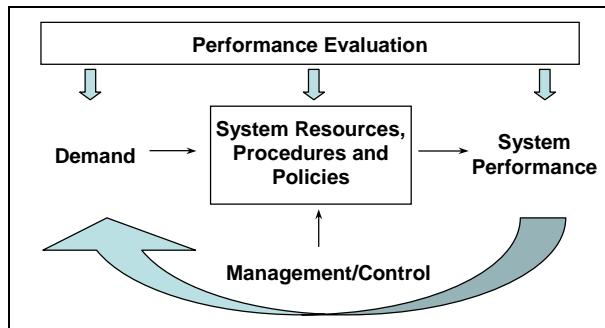 Performance Evaluation
Demand
System Resources,
Procedures and
Policies
System
Performance
Management/Control